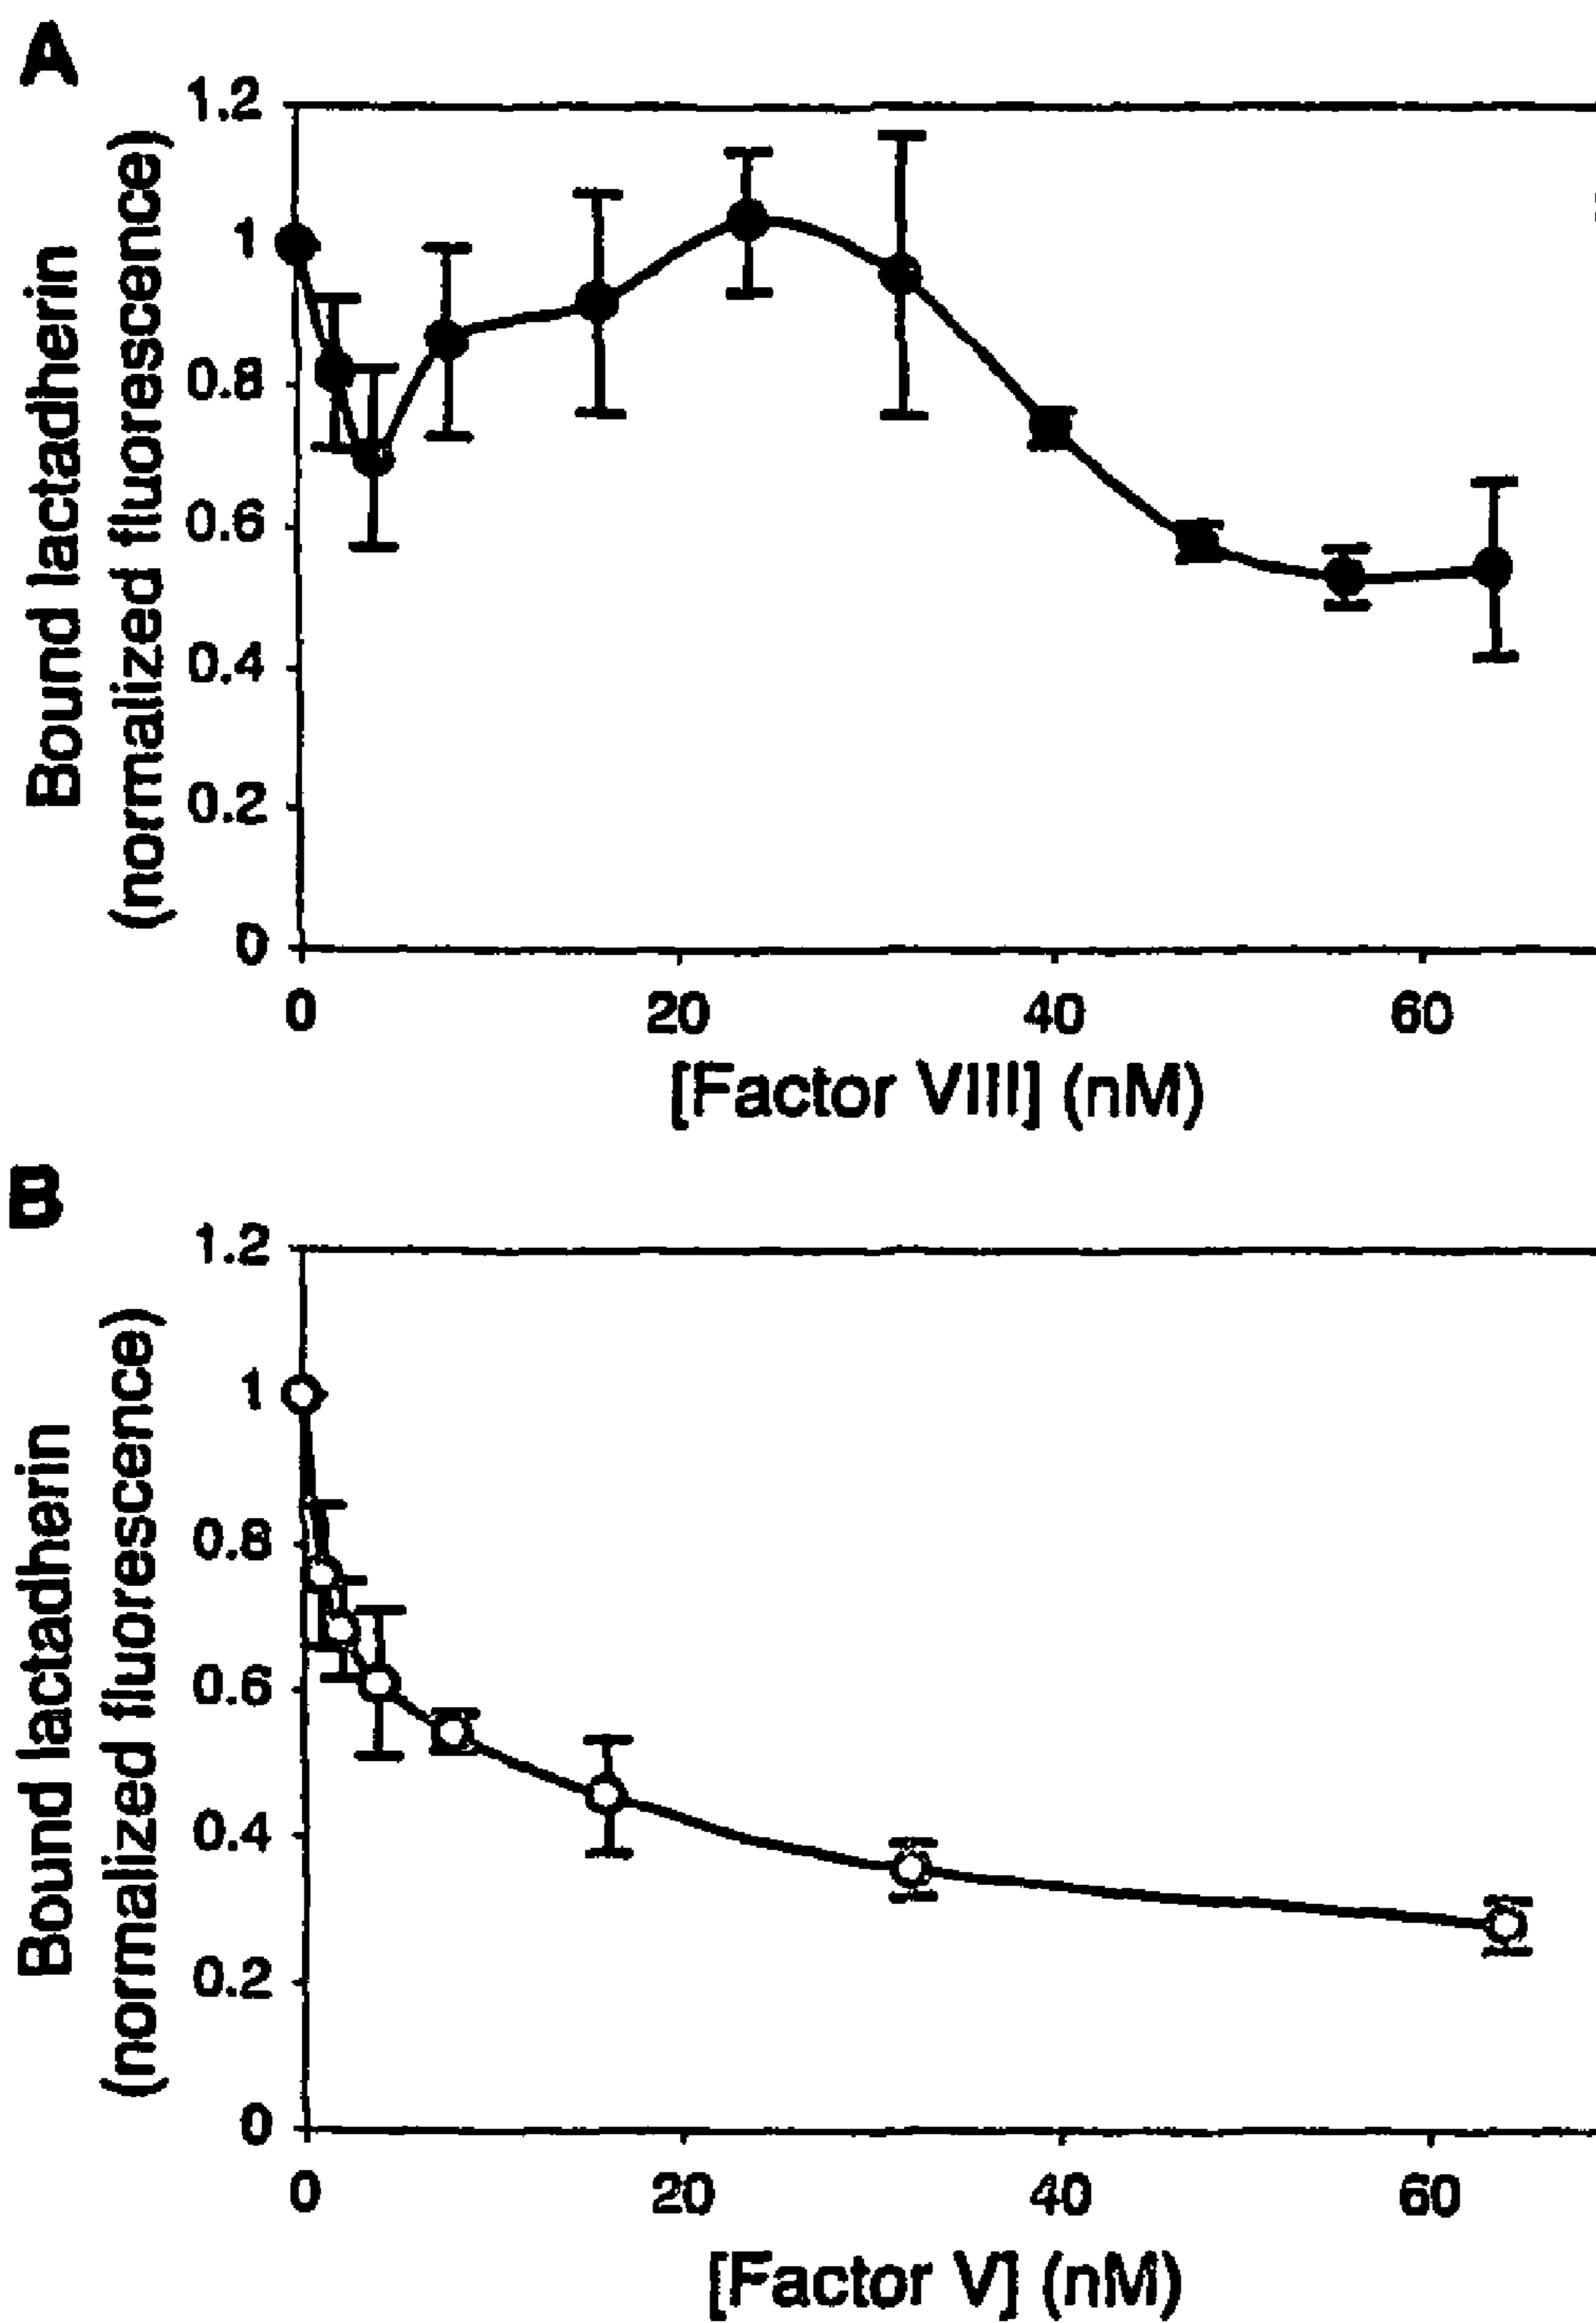 A
1.2
1
0.8
0.6
0.4
0.2
0
Bound lactadherin
(normalized fluorescence)
0 20 40 60
[Factor VIII] (nM)
B
1.2
1
0.8
0.6
0.4
0.2
0
Bound lactadherin
(normalized fluorescence)
0 20 40 60
[Factor V] (nM)